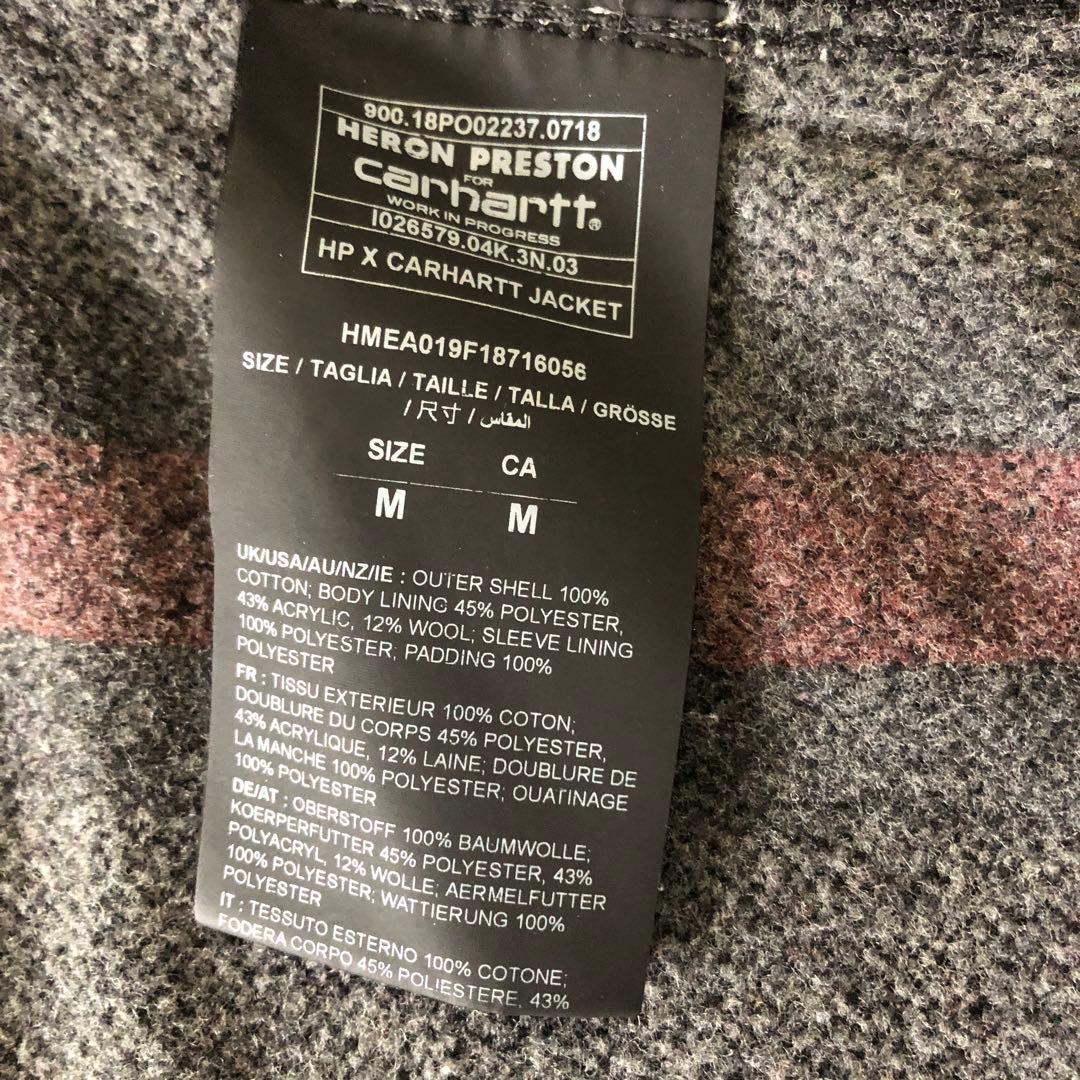 900.18PO02237.0718
HERON PRESTON
FOR
Carhartt®
WORK IN PROGRESS
I026579.04K.3N.03
HP X CARHARTT JACKET
HMEA019F18716056
SIZE / TAGLIA / TAILLE / TALLA / GRÖSSE
/ 尺寸 / المقاس
SIZE CA
M M
UK/USA/AU/NZ/IE : OUTER SHELL 100%
COTTON; BODY LINING 45% POLYESTER,
43% ACRYLIC, 12% WOOL; SLEEVE LINING
100% POLYESTER; PADDING 100%
POLYESTER
FR : TISSU EXTERIEUR 100% COTON;
DOUBLURE DU CORPS 45% POLYESTER,
43% ACRYLIQUE, 12% LAINE; DOUBLURE DE
LA MANCHE 100% POLYESTER; OUATINAGE
100% POLYESTER
DE/AT : OBERSTOFF 100% BAUMWOLLE;
KOERPERFUTTER 45% POLYESTER, 43%
POLYACRYL, 12% WOLLE; AERMELFUTTER
100% POLYESTER; WATTIERUNG 100%
POLYESTER
IT : TESSUTO ESTERNO 100% COTONE;
FODERA CORPO 45% POLIESTERE, 43%